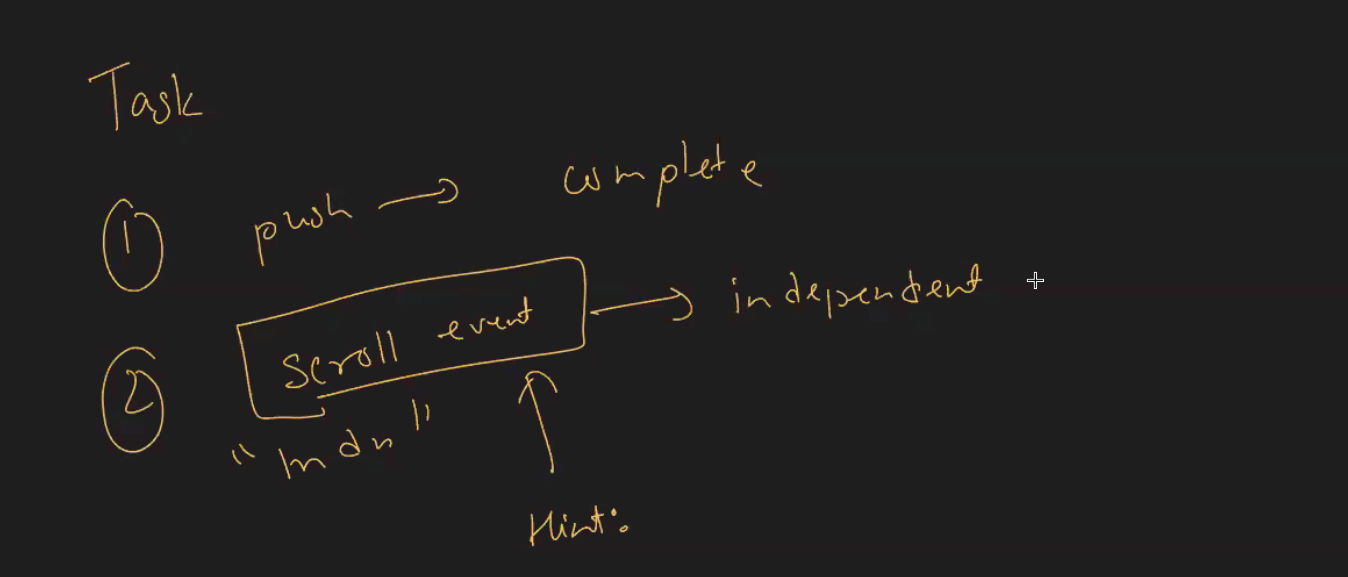 Task
1 push → complete
2 Scroll event → independent
"mdn"
Hint: